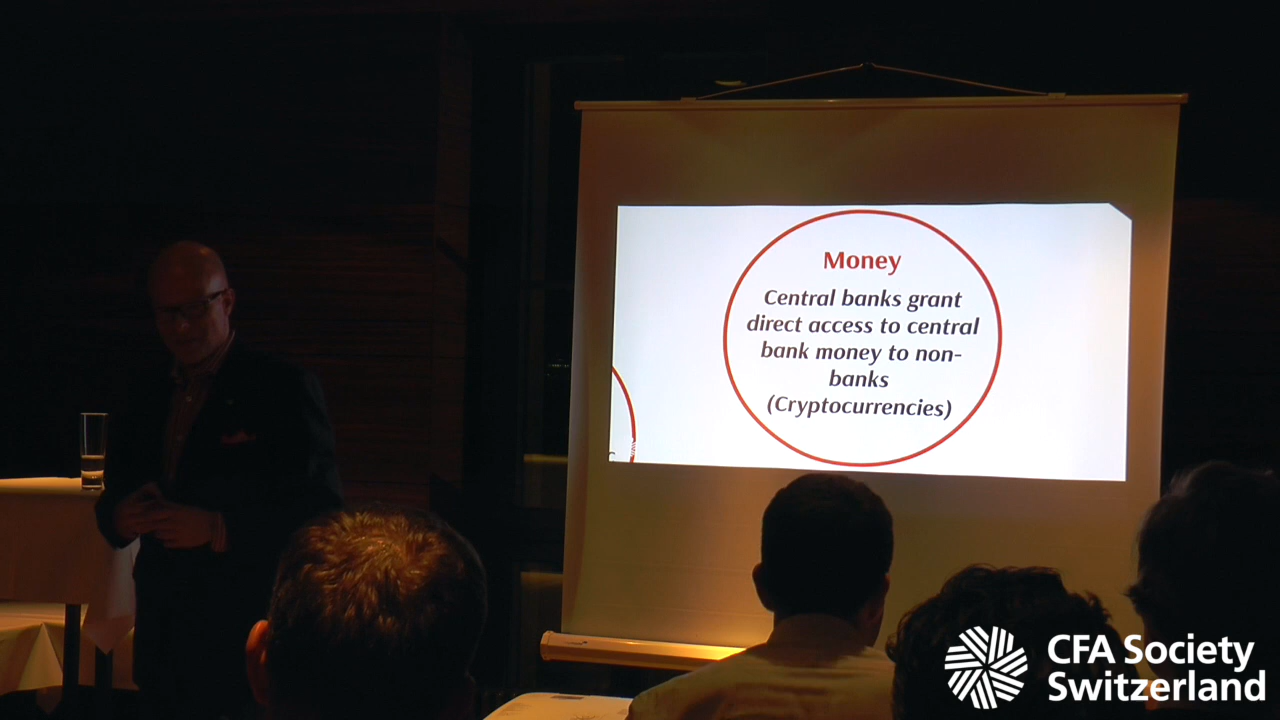 Money
Central banks grant
direct access to central
bank money to non-
banks
(Cryptocurrencies)
CFA Society
Switzerland